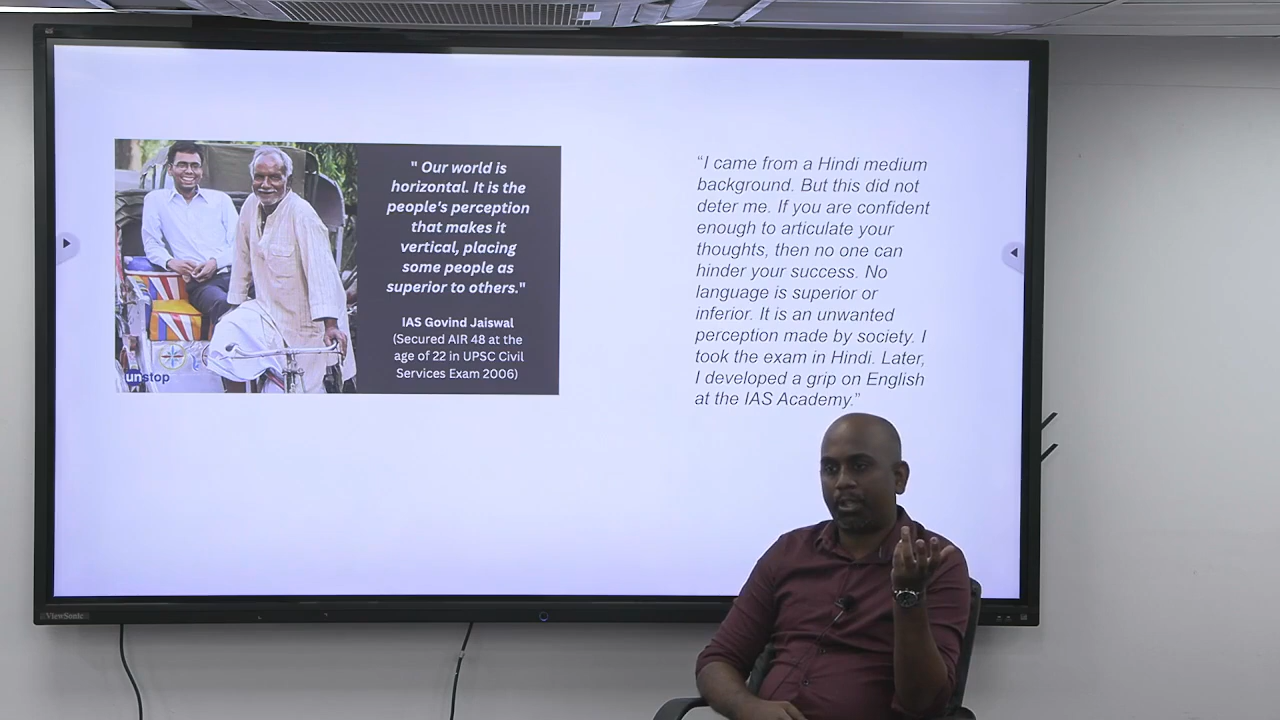 " Our world is
horizontal. It is the
people's perception
that makes it
vertical, placing
some people as
superior to others."
IAS Govind Jaiswal
(Secured AIR 48 at the
age of 22 in UPSC Civil
Services Exam 2006)
unstop
“I came from a Hindi medium
background. But this did not
deter me. If you are confident
enough to articulate your
thoughts, then no one can
hinder your success. No
language is superior or
inferior. It is an unwanted
perception made by society. I
took the exam in Hindi. Later,
I developed a grip on English
at the IAS Academy.”
ViewSonic